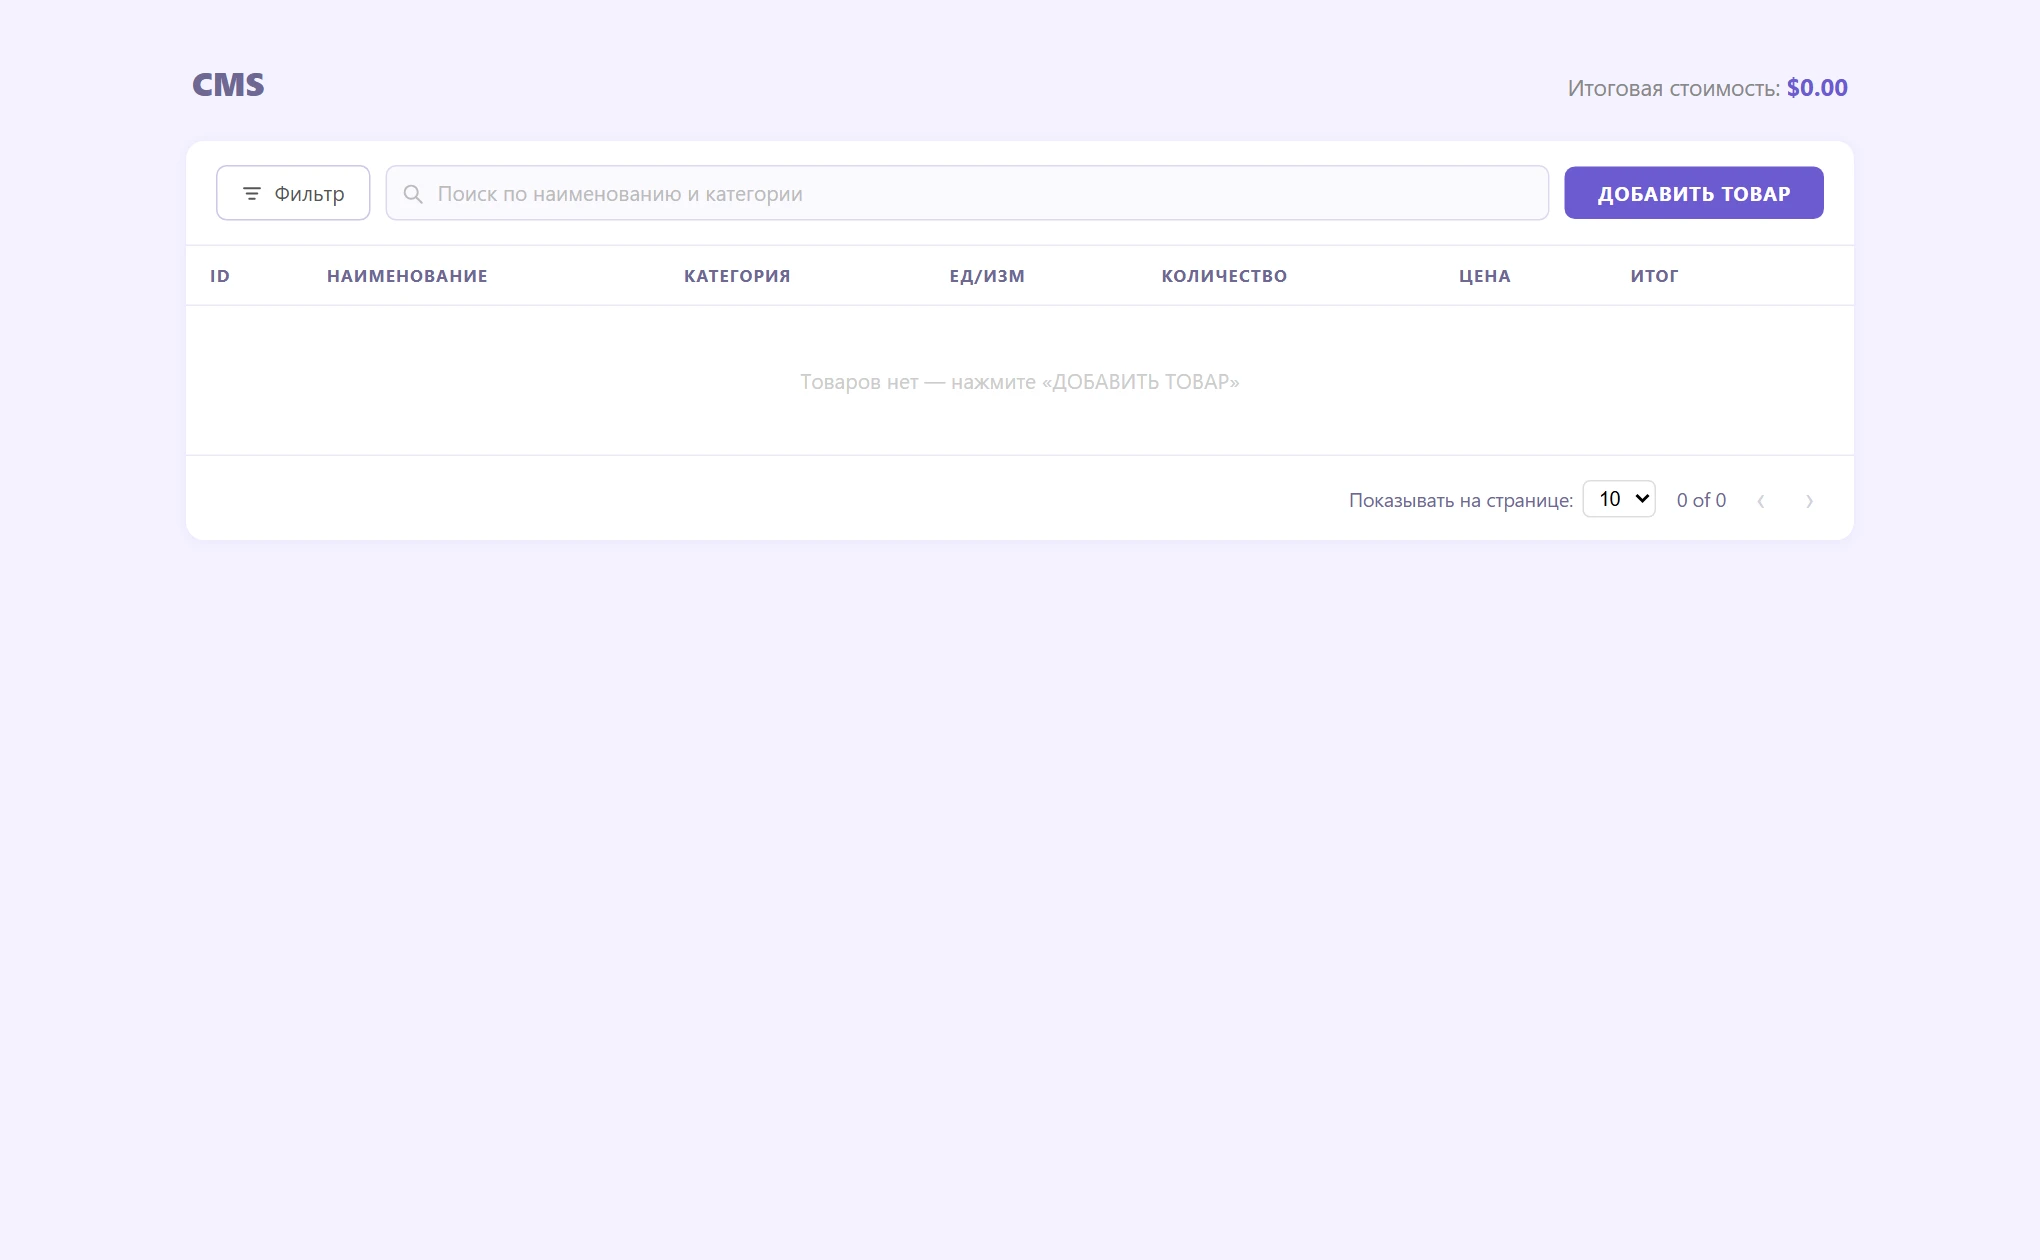 CMS
Итоговая стоимость: $0.00
Фильтр
Поиск по наименованию и категории
ДОБАВИТЬ ТОВАР
ID НАИМЕНОВАНИЕ КАТЕГОРИЯ ЕД/ИЗМ КОЛИЧЕСТВО ЦЕНА ИТОГ
Товаров нет — нажмите «ДОБАВИТЬ ТОВАР»
Показывать на странице: 10 0 of 0 ‹ ›